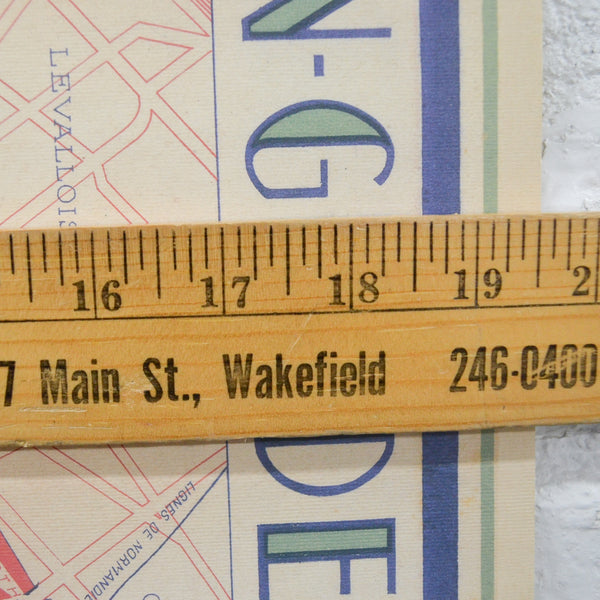 LEVALLOIS
N-G
16 17 18 19 2
7 Main St., Wakefield 246-0400
DE
LIGNES DE NORMANDIE